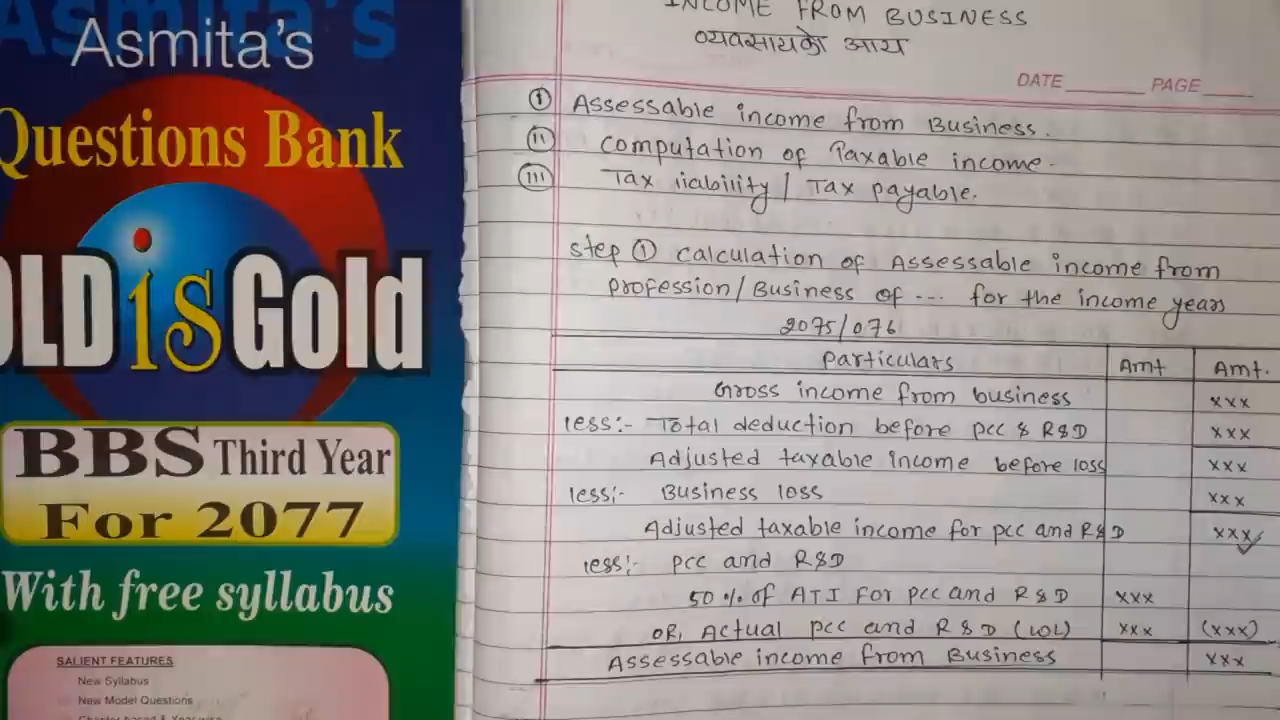 Asmita's
Asmita's
Questions Bank
OLD is Gold
BBS Third Year
For 2077
With free syllabus
SALIENT FEATURES
New Syllabus
New Model Questions
INCOME FROM BUSINESS
व्यवसायको आय
DATE PAGE
(I) Assessable income from Business.
(II) Computation of Taxable income.
(III) Tax liability / Tax payable.
Step (1) Calculation of Assessable income from
profession / Business of ... for the income years
2075/076
Particulars Amt Amt.
Gross income from business xxx
less:- Total deduction before pcc & R&D xxx
Adjusted taxable income before loss xxx
less:- Business loss xxx
Adjusted taxable income for pcc and R&D xxx
less:- pcc and R&D
50% of ATI for pcc and R&D xxx
OR, Actual pcc and R&D (WOL) xxx (xxx)
Assessable income from Business xxx